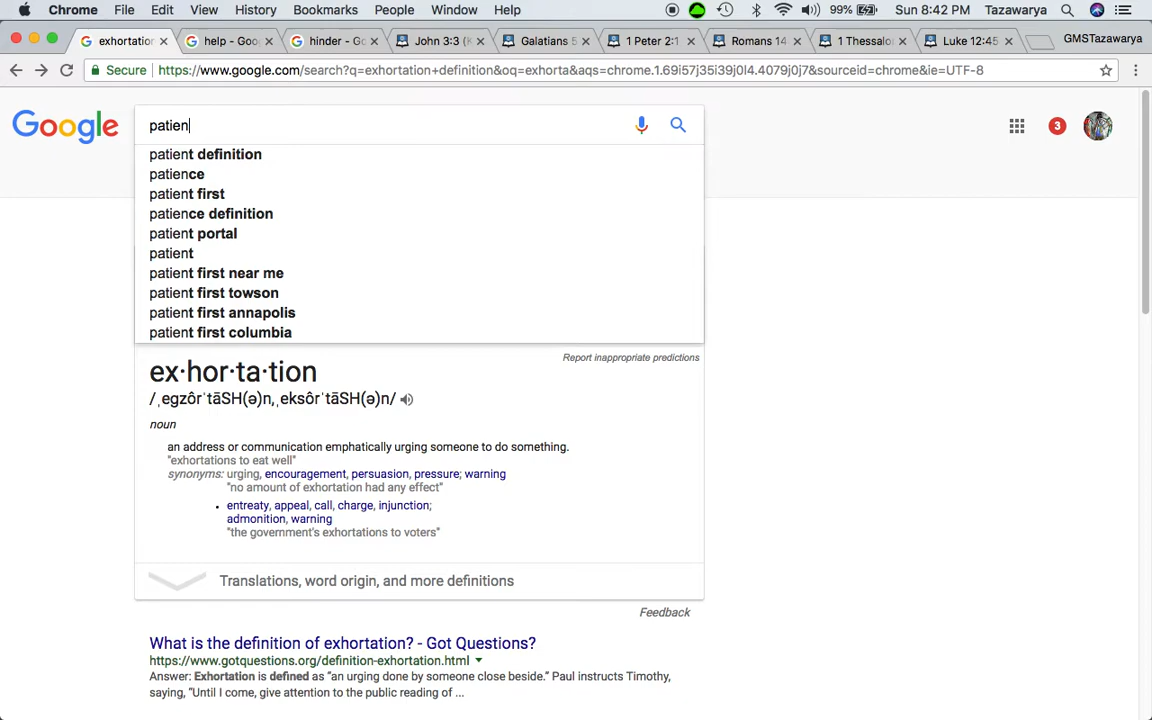 Chrome File Edit View History Bookmarks People Window Help 99% Sun 8:42 PM Tazawarya
exhortation help - Goo hinder - Go John 3:3 (K Galatians 5 1 Peter 2:1 Romans 14 1 Thessalo Luke 12:45 GMSTazawarya
Secure https://www.google.com/search?q=exhortation+definition&oq=exhorta&aqs=chrome.1.69i57j35i39j0l4.4079j0j7&sourceid=chrome&ie=UTF-8
Google patien 3
patient definition
patience
patient first
patience definition
patient portal
patient
patient first near me
patient first towson
patient first annapolis
patient first columbia
Report inappropriate predictions
ex·hor·ta·tion
/ˌegzôrˈtāSH(ə)n,ˌeksôrˈtāSH(ə)n/
noun
an address or communication emphatically urging someone to do something.
"exhortations to eat well"
synonyms: urging, encouragement, persuasion, pressure; warning
"no amount of exhortation had any effect"
• entreaty, appeal, call, charge, injunction;
admonition, warning
"the government's exhortations to voters"
Translations, word origin, and more definitions
Feedback
What is the definition of exhortation? - Got Questions?
https://www.gotquestions.org/definition-exhortation.html
Answer: Exhortation is defined as “an urging done by someone close beside.” Paul instructs Timothy,
saying, “Until I come, give attention to the public reading of ...